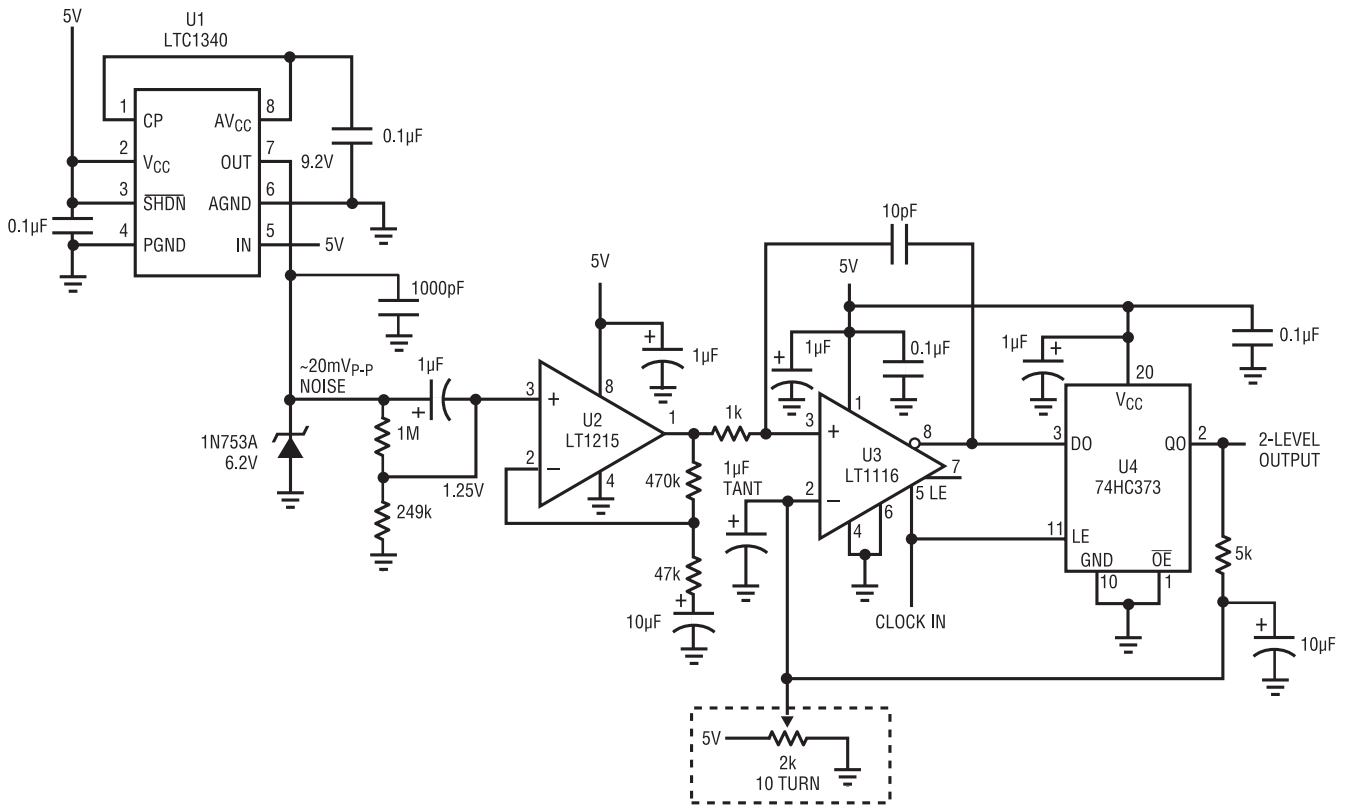 5V
U1
LTC1340
1
CP
8
AVCC
0.1µF
2
VCC
7
OUT
9.2V
3
SHDN
6
AGND
0.1µF
4
PGND
5
IN
5V
1000pF
~20mVP-P
NOISE
1µF
+
1N753A
6.2V
1M
1.25V
249k
5V
+
1µF
8
3
+
U2
LT1215
1
2
–
4
470k
47k
+
10µF
1k
10pF
5V
+
1µF
0.1µF
1
3
+
8
U3
LT1116
7
2
–
5 LE
4
6
1µF
TANT
+
CLOCK IN
0.1µF
1µF
+
20
VCC
3
DO
QO
2
2-LEVEL
OUTPUT
U4
74HC373
11
LE
GND
OE
10
1
5k
+
10µF
5V
2k
10 TURN